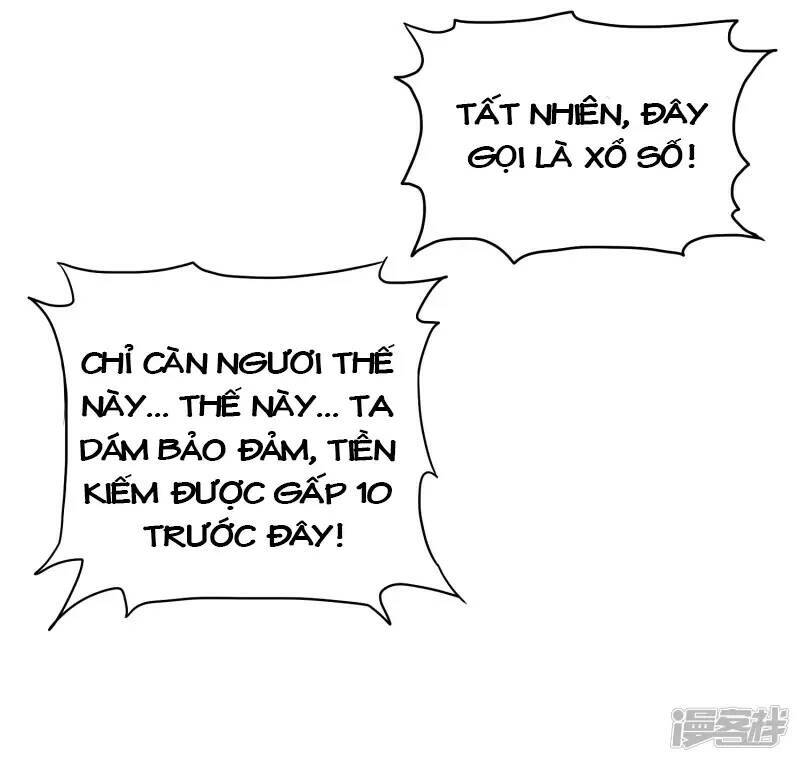 TẤT NHIÊN, ĐÂY
GỌI LÀ XỔ SỐ!
CHỈ CẦN NGƯƠI THẾ
NÀY... THẾ NÀY... TA
DÁM BẢO ĐẢM, TIỀN
KIẾM ĐƯỢC GẤP 10
TRƯỚC ĐÂY!
漫客栈